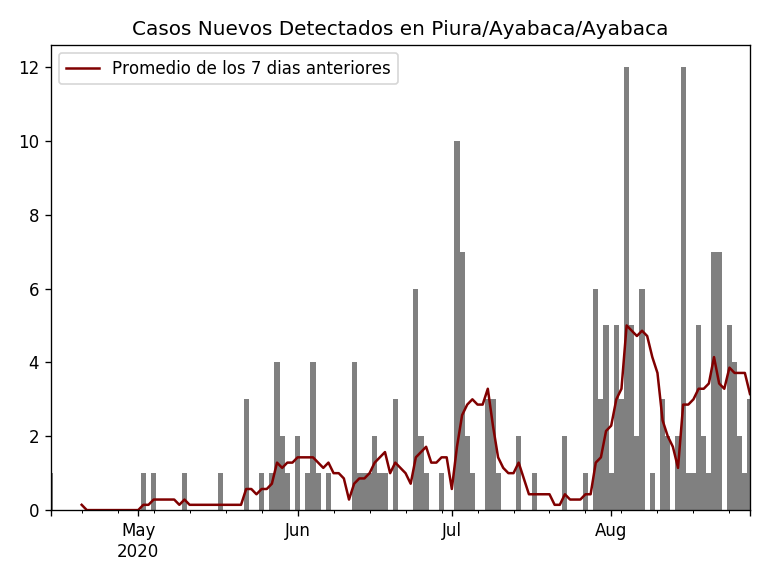 Casos Nuevos Detectados en Piura/Ayabaca/Ayabaca
Promedio de los 7 dias anteriores
12
10
8
6
4
2
0
May
2020
Jun
Jul
Aug